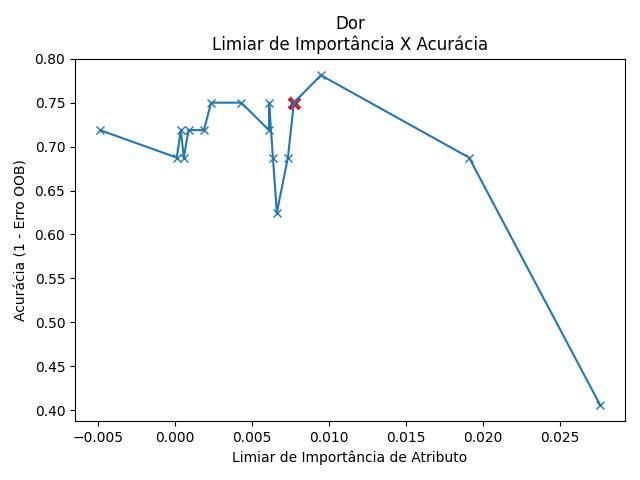 Dor
Limiar de Importância X Acurácia
0.80
0.75
0.70
0.65
0.60
0.55
0.50
0.45
0.40
Acurácia (1 - Erro OOB)
−0.005 0.000 0.005 0.010 0.015 0.020 0.025
Limiar de Importância de Atributo